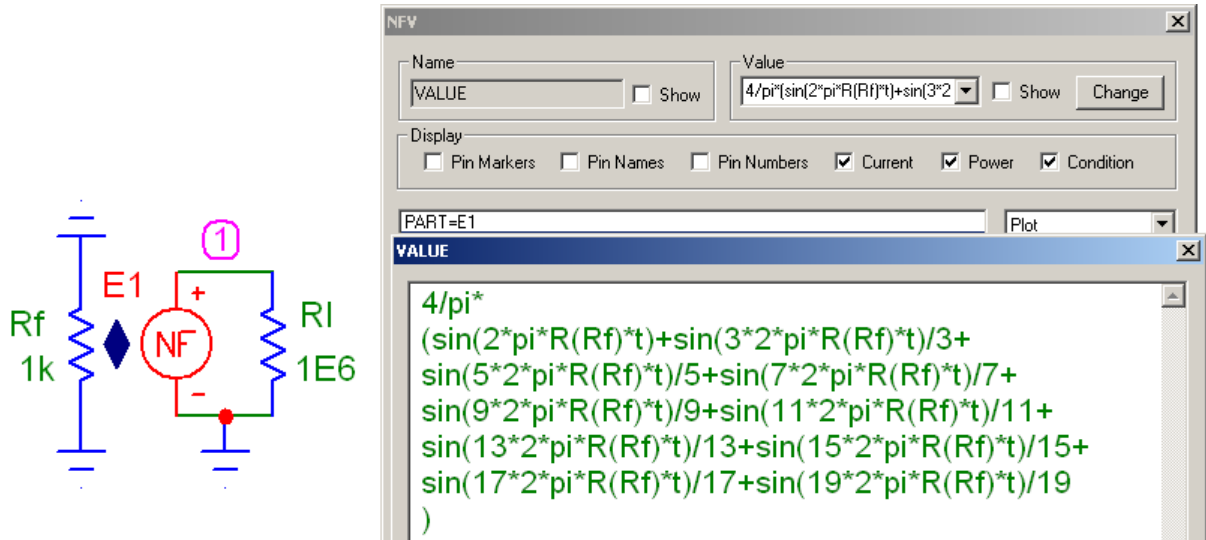 NFV
Name
Value
VALUE
Show
4/pi*(sin(2*pi*R(Rf)*t)+sin(3*2
Show
Change
Display
Pin Markers
Pin Names
Pin Numbers
Current
Power
Condition
PART=E1
Plot
VALUE
4/pi*
(sin(2*pi*R(Rf)*t)+sin(3*2*pi*R(Rf)*t)/3+
sin(5*2*pi*R(Rf)*t)/5+sin(7*2*pi*R(Rf)*t)/7+
sin(9*2*pi*R(Rf)*t)/9+sin(11*2*pi*R(Rf)*t)/11+
sin(13*2*pi*R(Rf)*t)/13+sin(15*2*pi*R(Rf)*t)/15+
sin(17*2*pi*R(Rf)*t)/17+sin(19*2*pi*R(Rf)*t)/19
)
1
E1
+
Rf
1k
NF
-
Rl
1E6